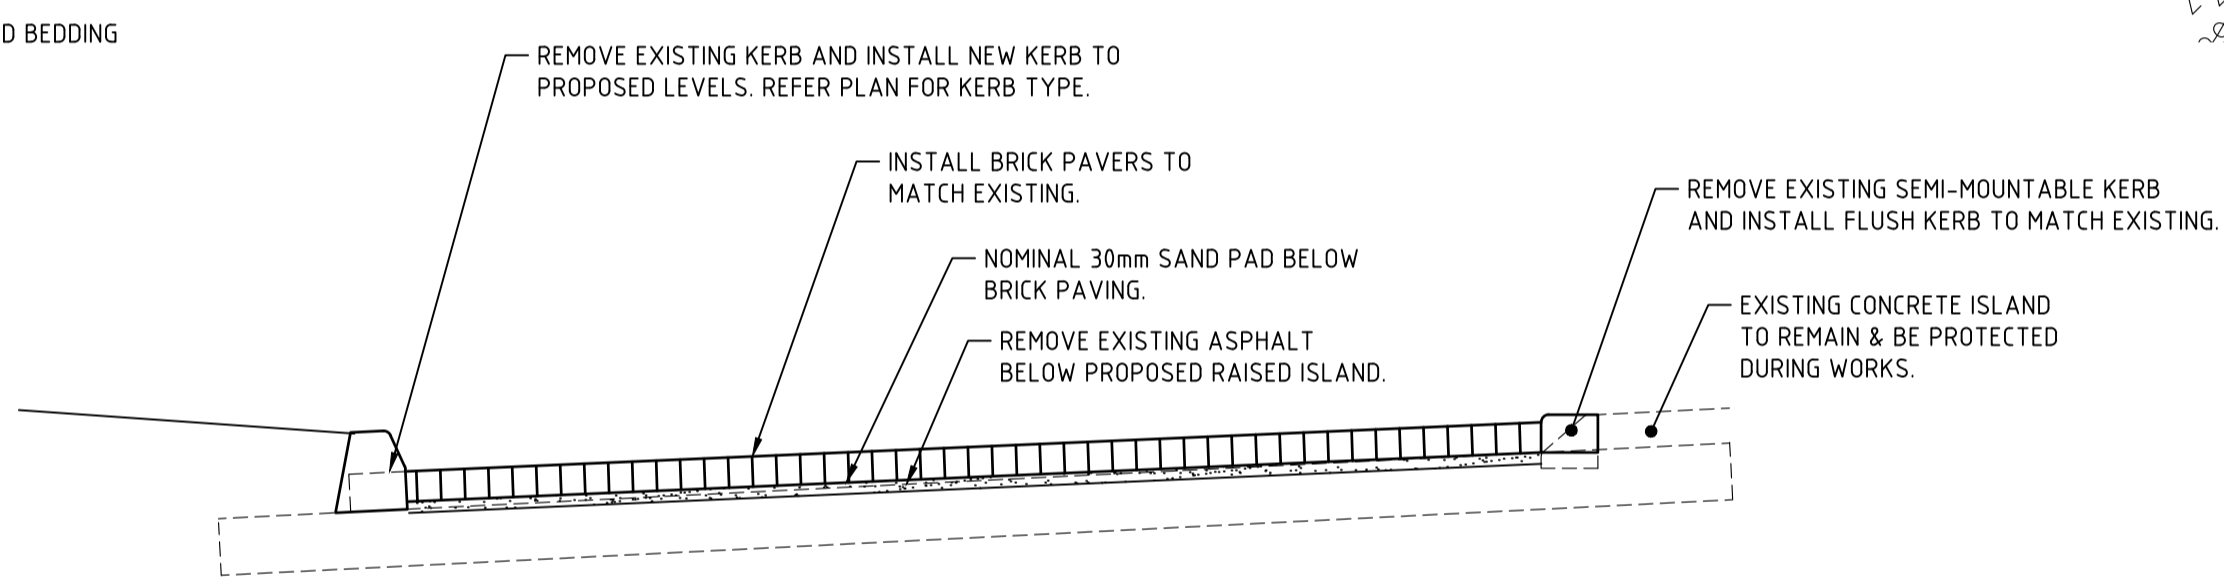 D BEDDING
REMOVE EXISTING KERB AND INSTALL NEW KERB TO
PROPOSED LEVELS. REFER PLAN FOR KERB TYPE.
INSTALL BRICK PAVERS TO
MATCH EXISTING.
NOMINAL 30mm SAND PAD BELOW
BRICK PAVING.
REMOVE EXISTING ASPHALT
BELOW PROPOSED RAISED ISLAND.
REMOVE EXISTING SEMI-MOUNTABLE KERB
AND INSTALL FLUSH KERB TO MATCH EXISTING.
EXISTING CONCRETE ISLAND
TO REMAIN & BE PROTECTED
DURING WORKS.